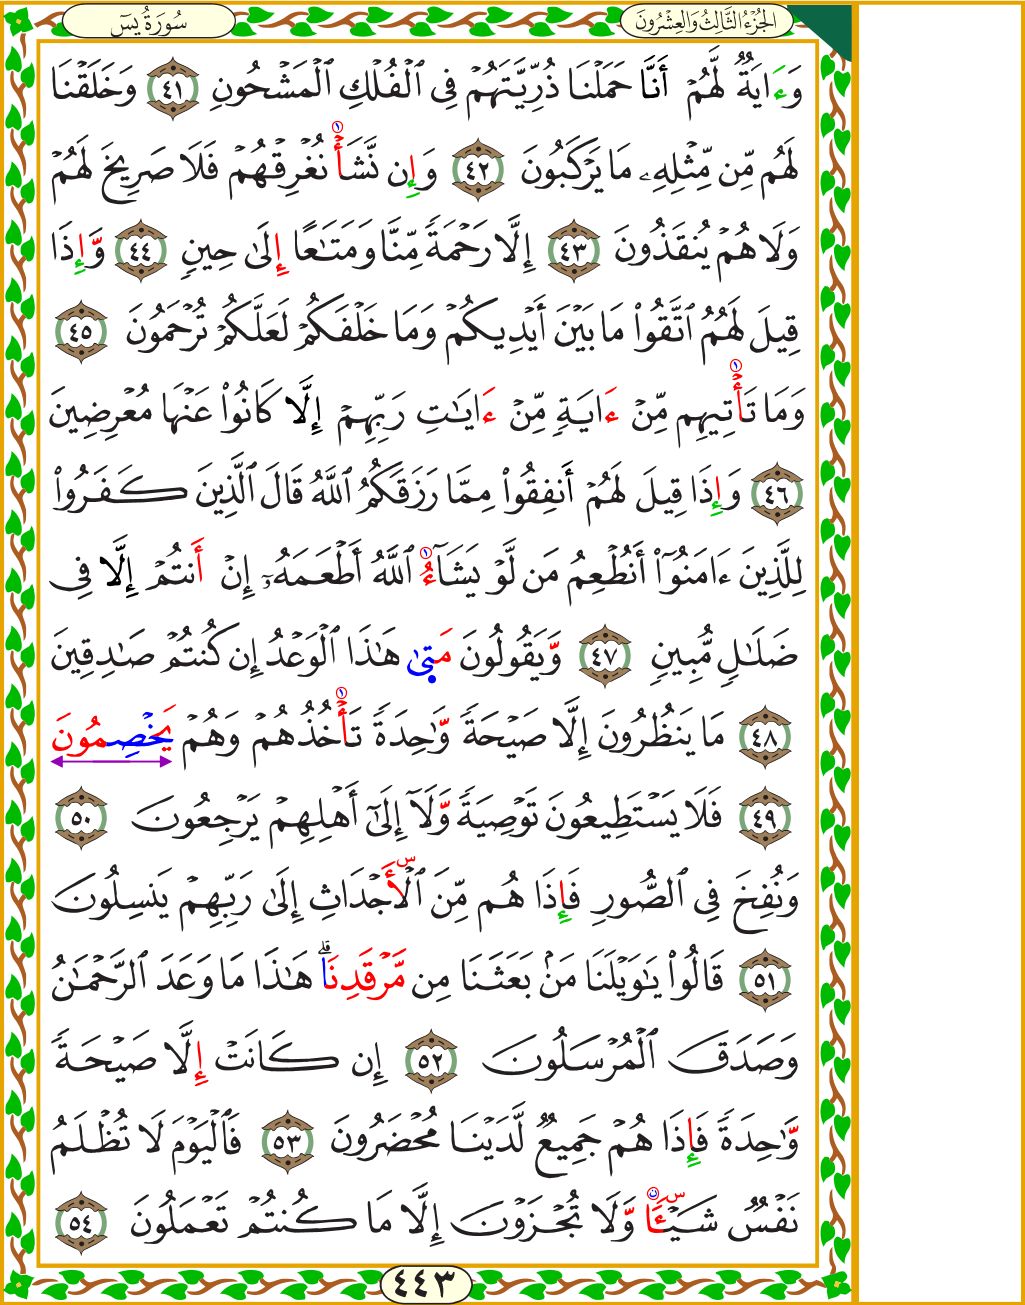 سُورَةُ يسٓ
الجُزْءُ الثَّالِثُ وَالعِشْرُونَ
وَءَايَةٌ لَّهُمْ أَنَّا حَمَلْنَا ذُرِّيَّتَهُمْ فِى ٱلْفُلْكِ ٱلْمَشْحُونِ ٤١ وَخَلَقْنَا
لَهُم مِّن مِّثْلِهِۦ مَا يَرْكَبُونَ ٤٢ وَإِن نَّشَأْ نُغْرِقْهُمْ فَلَا صَرِيخَ لَهُمْ
وَلَا هُمْ يُنقَذُونَ ٤٣ إِلَّا رَحْمَةً مِّنَّا وَمَتَـٰعًا إِلَىٰ حِينٍ ٤٤ وَّإِذَا
قِيلَ لَهُمُ ٱتَّقُوا۟ مَا بَيْنَ أَيْدِيكُمْ وَمَا خَلْفَكُمْ لَعَلَّكُمْ تُرْحَمُونَ ٤٥
وَمَا تَأْتِيهِم مِّنْ ءَايَةٍ مِّنْ ءَايَـٰتِ رَبِّهِمْ إِلَّا كَانُوا۟ عَنْهَا مُعْرِضِينَ
٤٦ وَإِذَا قِيلَ لَهُمْ أَنفِقُوا۟ مِمَّا رَزَقَكُمُ ٱللَّهُ قَالَ ٱلَّذِينَ كَفَرُوا۟
لِلَّذِينَ ءَامَنُوٓا۟ أَنُطْعِمُ مَن لَّوْ يَشَآءُ ٱللَّهُ أَطْعَمَهُۥٓ إِنْ أَنتُمْ إِلَّا فِى
ضَلَـٰلٍ مُّبِينٍ ٤٧ وَّيَقُولُونَ مَتَىٰ هَـٰذَا ٱلْوَعْدُ إِن كُنتُمْ صَـٰدِقِينَ
٤٨ مَا يَنظُرُونَ إِلَّا صَيْحَةً وَّٰحِدَةً تَأْخُذُهُمْ وَهُمْ يَخْصِمُونَ
٤٩ فَلَا يَسْتَطِيعُونَ تَوْصِيَةً وَّلَآ إِلَىٰٓ أَهْلِهِمْ يَرْجِعُونَ ٥٠
وَنُفِخَ فِى ٱلصُّورِ فَإِذَا هُم مِّنَ ٱلْأَجْدَاثِ إِلَىٰ رَبِّهِمْ يَنسِلُونَ
٥١ قَالُوا۟ يَـٰوَيْلَنَا مَنۢ بَعَثَنَا مِن مَّرْقَدِنَاۗ هَـٰذَا مَا وَعَدَ ٱلرَّحْمَـٰنُ
وَصَدَقَ ٱلْمُرْسَلُونَ ٥٢ إِن كَانَتْ إِلَّا صَيْحَةً
وَّٰحِدَةً فَإِذَا هُمْ جَمِيعٌ لَّدَيْنَا مُحْضَرُونَ ٥٣ فَٱلْيَوْمَ لَا تُظْلَمُ
نَفْسٌ شَيْـًٔا وَّلَا تُجْزَوْنَ إِلَّا مَا كُنتُمْ تَعْمَلُونَ ٥٤
٤٤٣